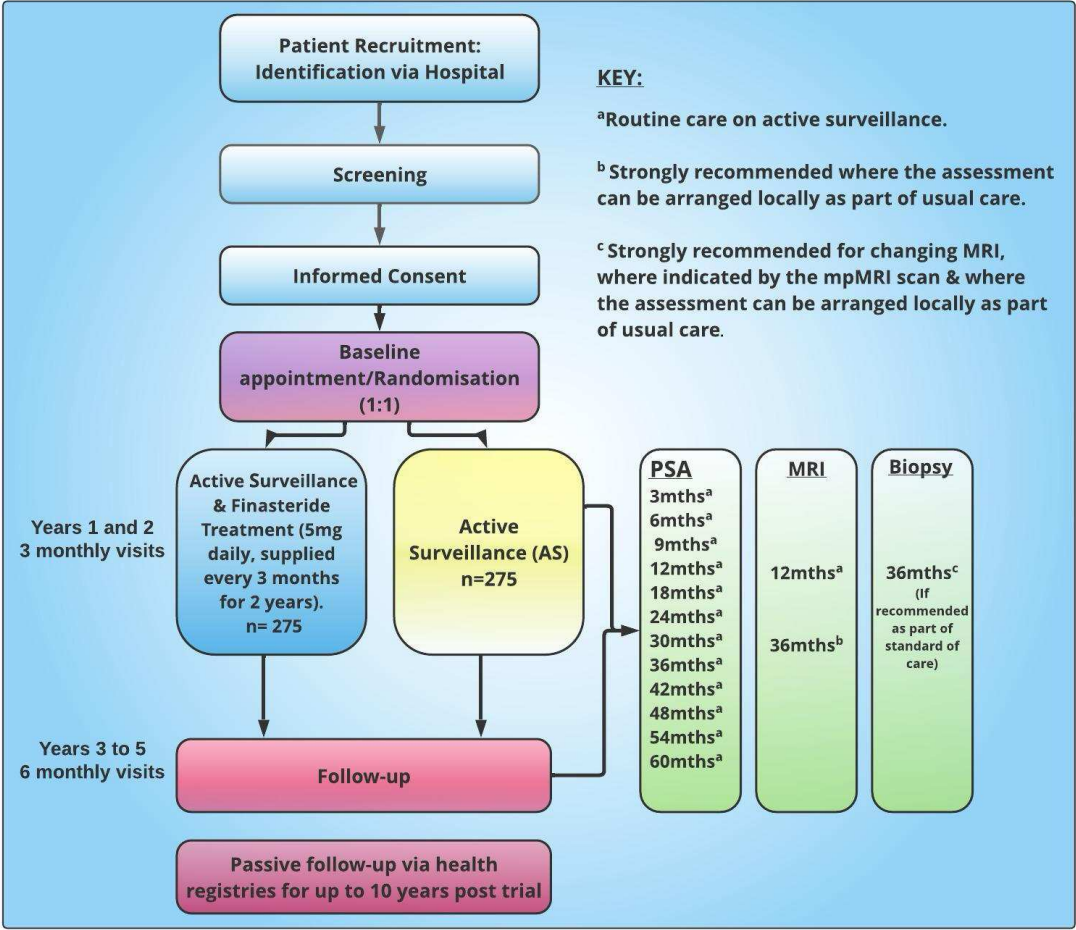 Patient Recruitment:
Identification via Hospital
Screening
Informed Consent
Baseline
appointment/Randomisation
(1:1)
KEY:
ᵃRoutine care on active surveillance.
ᵇ Strongly recommended where the assessment
can be arranged locally as part of usual care.
ᶜ Strongly recommended for changing MRI,
where indicated by the mpMRI scan & where
the assessment can be arranged locally as part
of usual care.
Years 1 and 2
3 monthly visits
Active Surveillance
& Finasteride
Treatment (5mg
daily, supplied
every 3 months
for 2 years).
n= 275
Active
Surveillance (AS)
n=275
PSA
3mthsᵃ
6mthsᵃ
9mthsᵃ
12mthsᵃ
18mthsᵃ
24mthsᵃ
30mthsᵃ
36mthsᵃ
42mthsᵃ
48mthsᵃ
54mthsᵃ
60mthsᵃ
MRI
12mthsᵃ
36mthsᵇ
Biopsy
36mthsᶜ
(If
recommended
as part of
standard of
care)
Years 3 to 5
6 monthly visits
Follow-up
Passive follow-up via health
registries for up to 10 years post trial